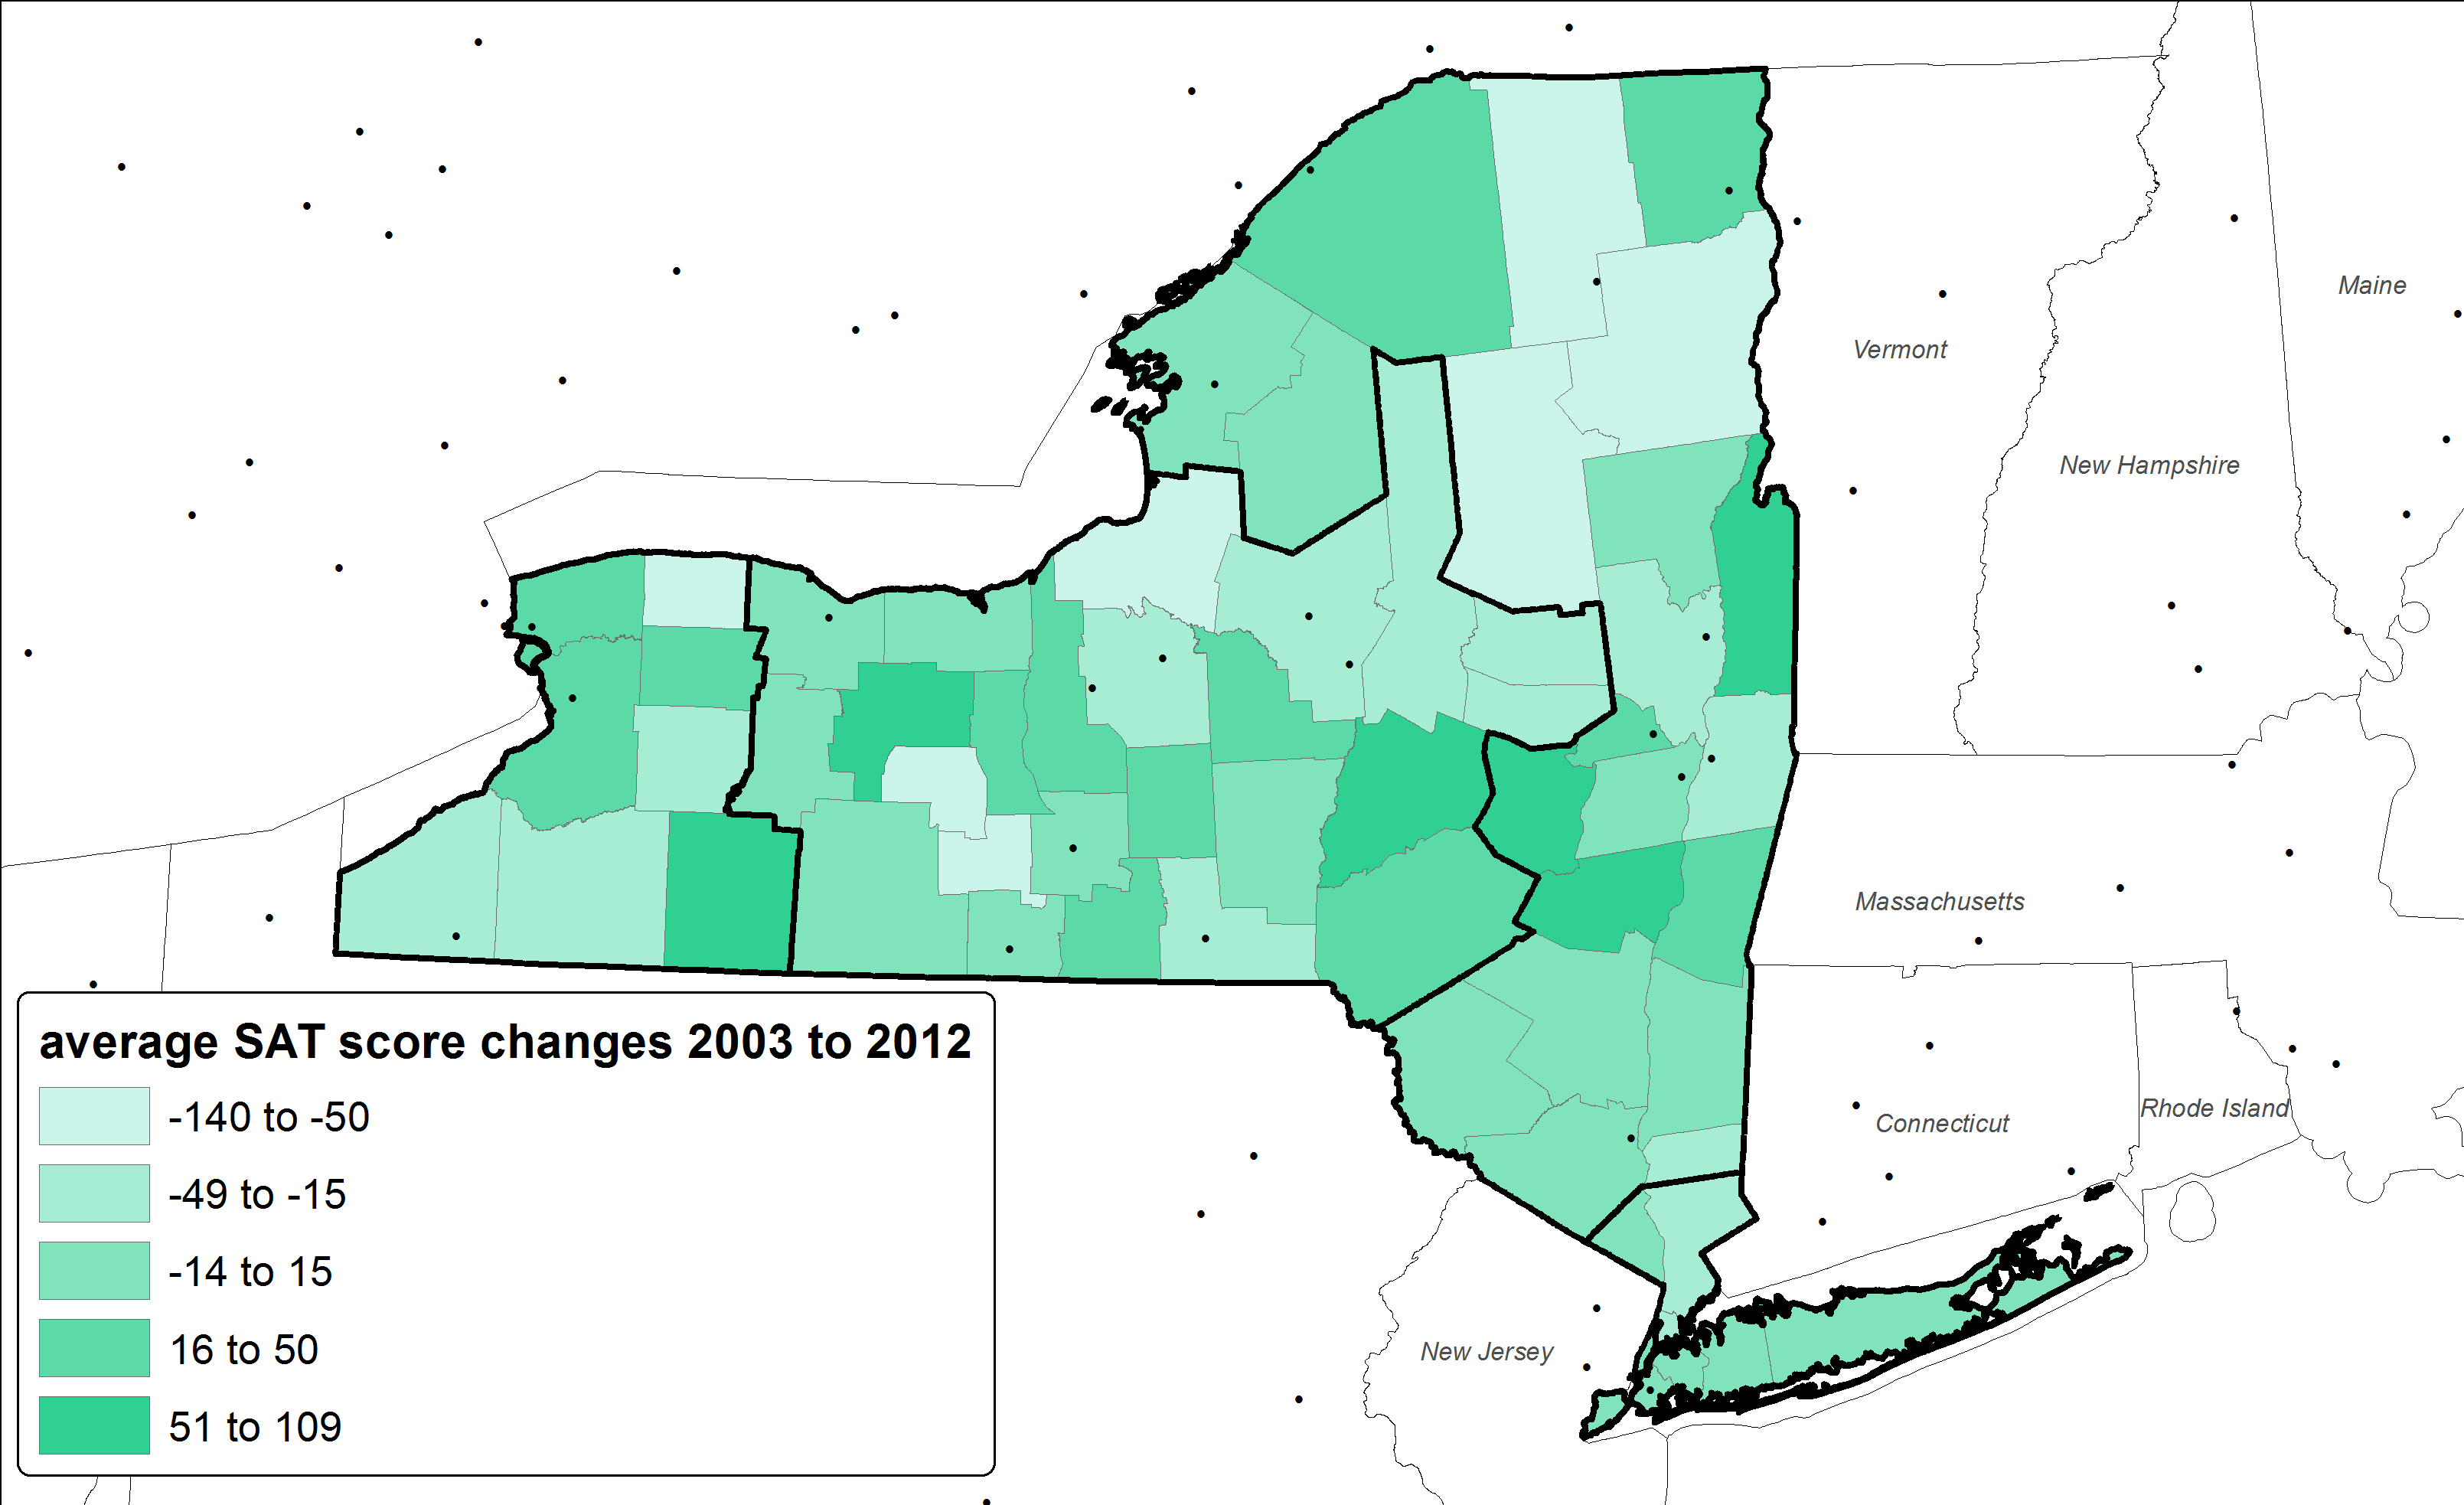 Maine
Vermont
New Hampshire
Massachusetts
Connecticut
Rhode Island
New Jersey
average SAT score changes 2003 to 2012
-140 to -50
-49 to -15
-14 to 15
16 to 50
51 to 109